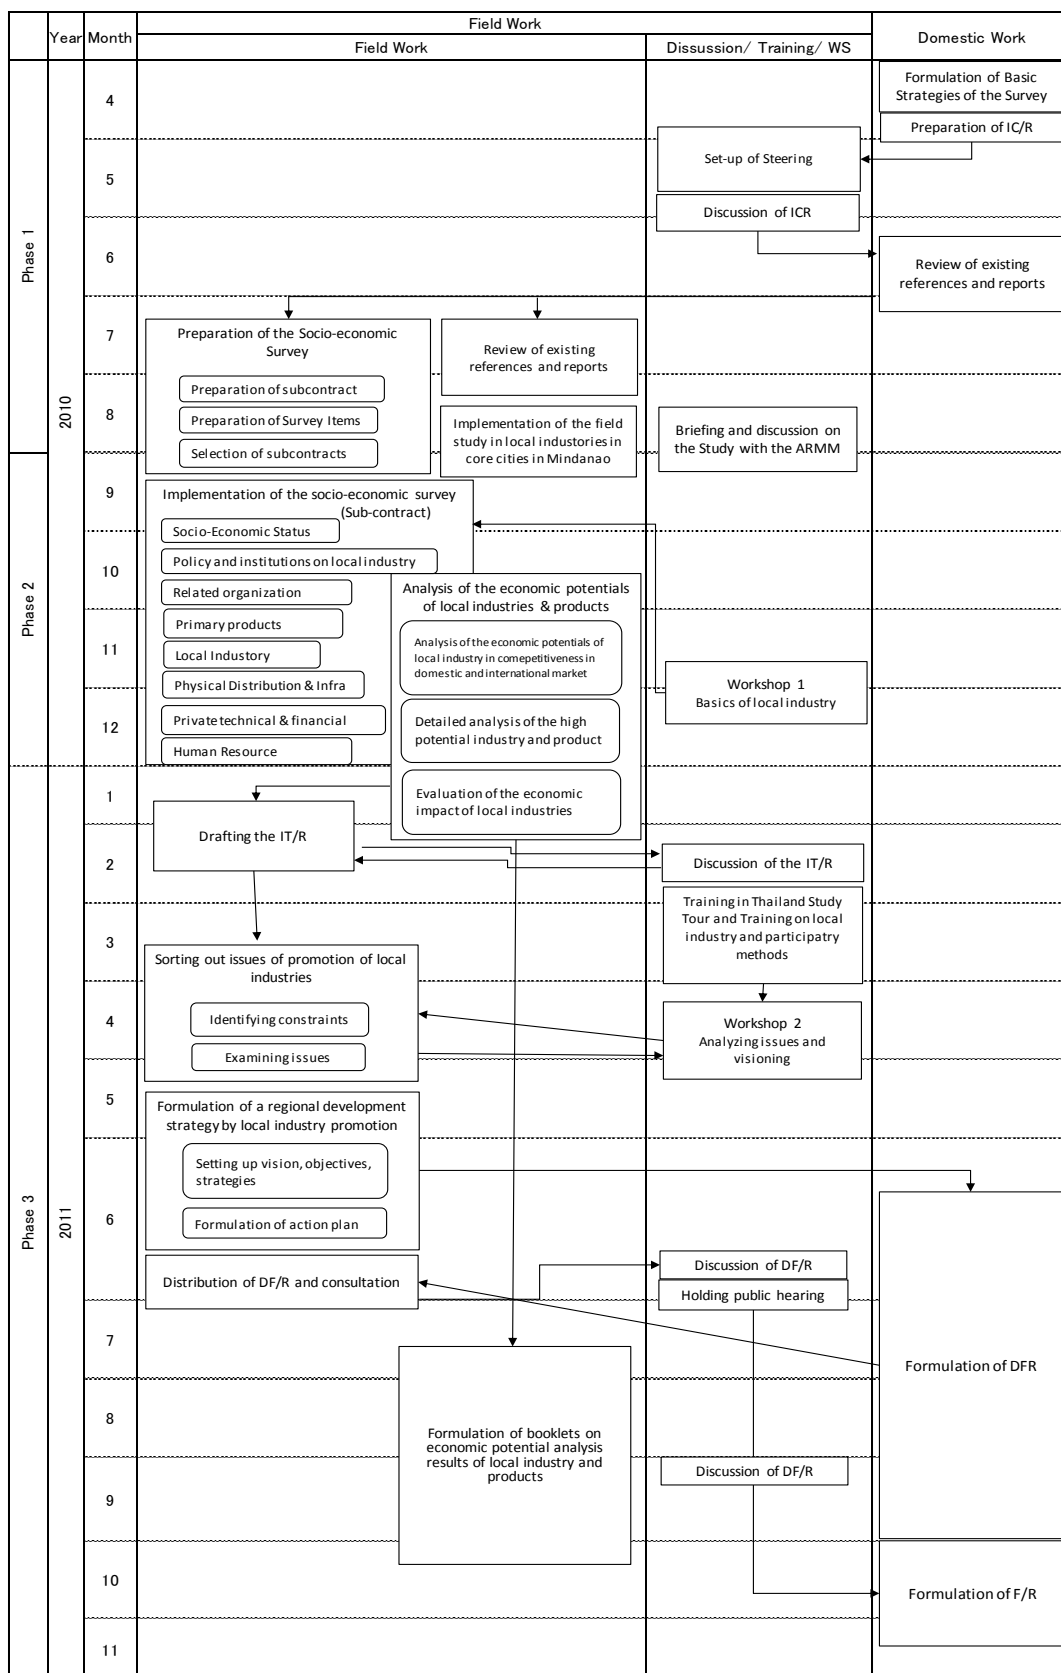 Field Work
Year
Month
Field Work
Dissussion/ Training/ WS
Domestic Work
Phase 1
2010
4
Formulation of Basic
Strategies of the Survey
Preparation of IC/R
Set-up of Steering
5
Discussion of ICR
6
Review of existing
references and reports
7
Preparation of the Socio-economic
Survey
Preparation of subcontract
Preparation of Survey Items
Selection of subcontracts
Review of existing
references and reports
8
Implementation of the field
study in local industories in
core cities in Mindanao
Briefing and discussion on
the Study with the ARMM
Phase 2
9
Implementation of the socio-economic survey
(Sub-contract)
Socio-Economic Status
Policy and institutions on local industry
10
Related organization
Primary products
11
Local Industory
Physical Distribution & Infra
12
Private technical & financial
Human Resource
Analysis of the economic potentials
of local industries & products
Analysis of the economic potentials of
local industry in comepetitiveness in
domestic and international market
Detailed analysis of the high
potential industry and product
Evaluation of the economic
impact of local industries
Workshop 1
Basics of local industry
Phase 3
2011
1
Drafting the IT/R
2
Discussion of the IT/R
Training in Thailand Study
Tour and Training on local
industry and participatry
methods
3
Sorting out issues of promotion of local
industries
4
Identifying constraints
Examining issues
Workshop 2
Analyzing issues and
visioning
5
Formulation of a regional development
strategy by local industry promotion
Setting up vision, objectives,
strategies
6
Formulation of action plan
Distribution of DF/R and consultation
Discussion of DF/R
Holding public hearing
7
Formulation of DFR
8
Formulation of booklets on
economic potential analysis
results of local industry and
products
Discussion of DF/R
9
10
Formulation of F/R
11